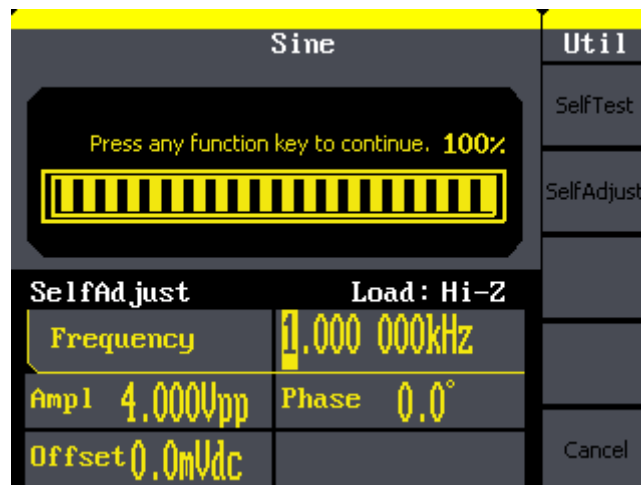 Sine
Util
SelfTest
Press any function key to continue. 100%
SelfAdjust
SelfAdjust Load: Hi-Z
Frequency 1.000 000kHz
Ampl 4.000Vpp Phase 0.0°
Offset 0.0mVdc
Cancel